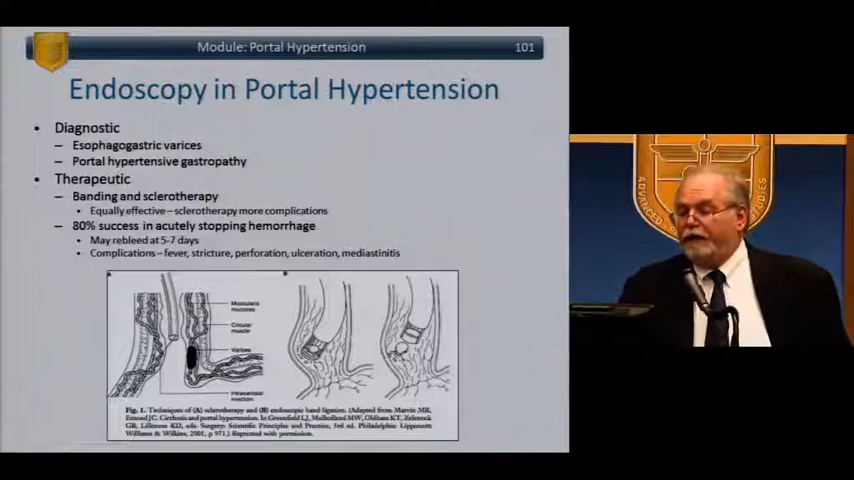 Module: Portal Hypertension
101
Endoscopy in Portal Hypertension
• Diagnostic
– Esophagogastric varices
– Portal hypertensive gastropathy
• Therapeutic
– Banding and sclerotherapy
• Equally effective – sclerotherapy more complications
– 80% success in acutely stopping hemorrhage
• May rebleed at 5-7 days
• Complications – fever, stricture, perforation, ulceration, mediastinitis
A
B
Muscularis
mucosae
Circular
muscle
Varices
Intravariceal
injection
Fig. 1. Techniques of (A) sclerotherapy and (B) endoscopic band ligation. (Adapted from Marvin MR,
Emond JC. Cirrhosis and portal hypertension. In Greenfield LJ, Mulholland MW, Oldham KT, Zelenock
GB, Lillemoe KD, eds. Surgery: Scientific Principles and Practice, 3rd ed. Philadelphia: Lippincott
Williams & Wilkins, 2001, p 971.) Reprinted with permission.
ADVANCED
STUDIES